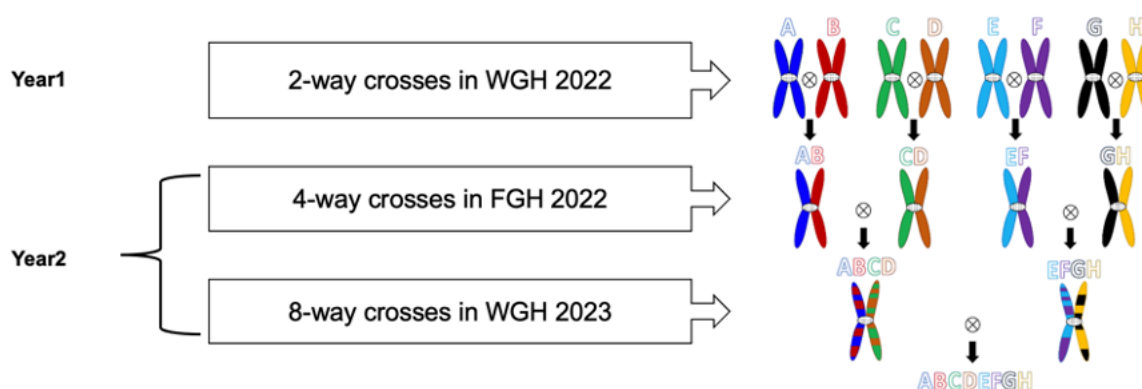 A B C D E F G H
Year1
2-way crosses in WGH 2022
AB CD EF GH
4-way crosses in FGH 2022
Year2
ABCD EFGH
8-way crosses in WGH 2023
ABCDEFGH